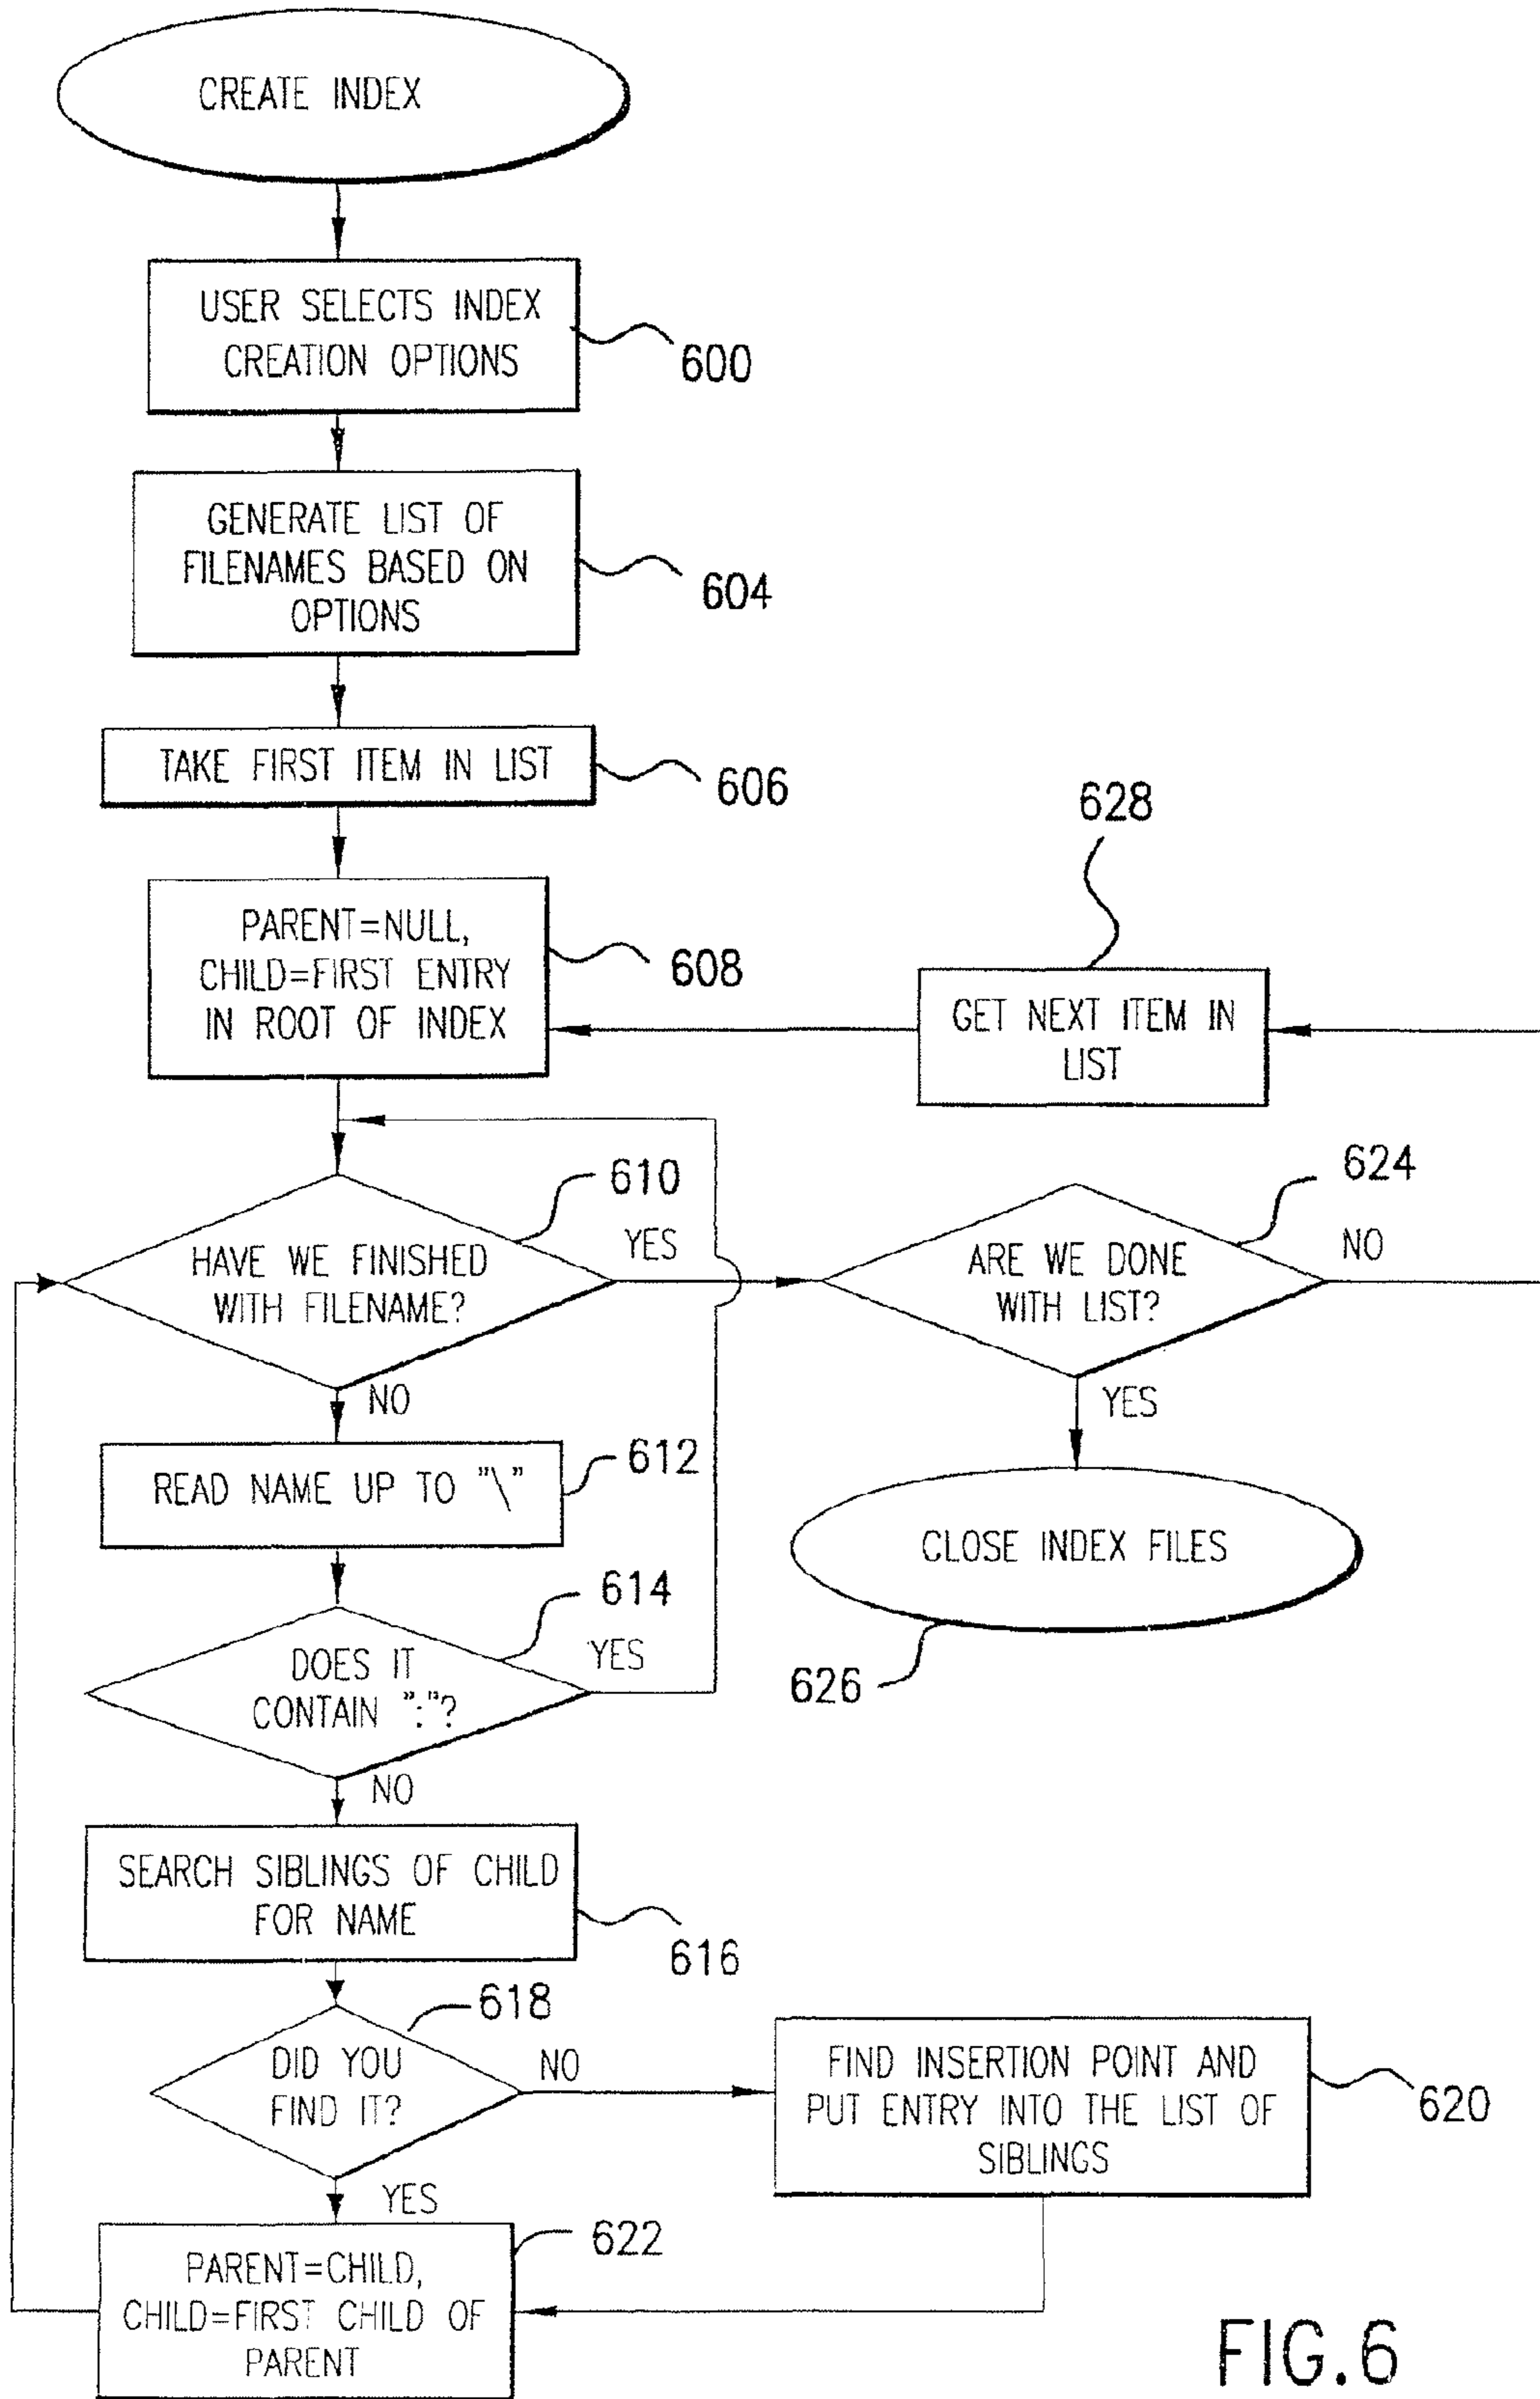 CREATE INDEX
USER SELECTS INDEX
CREATION OPTIONS
600
GENERATE LIST OF
FILENAMES BASED ON
OPTIONS
604
TAKE FIRST ITEM IN LIST
606
PARENT=NULL,
CHILD=FIRST ENTRY
IN ROOT OF INDEX
608
628
GET NEXT ITEM IN
LIST
HAVE WE FINISHED
WITH FILENAME?
610
YES
NO
ARE WE DONE
WITH LIST?
624
NO
YES
READ NAME UP TO "\"
612
CLOSE INDEX FILES
626
DOES IT
CONTAIN ":"?
614
YES
NO
SEARCH SIBLINGS OF CHILD
FOR NAME
616
DID YOU
FIND IT?
618
NO
YES
FIND INSERTION POINT AND
PUT ENTRY INTO THE LIST OF
SIBLINGS
620
PARENT=CHILD,
CHILD=FIRST CHILD OF
PARENT
622
FIG.6